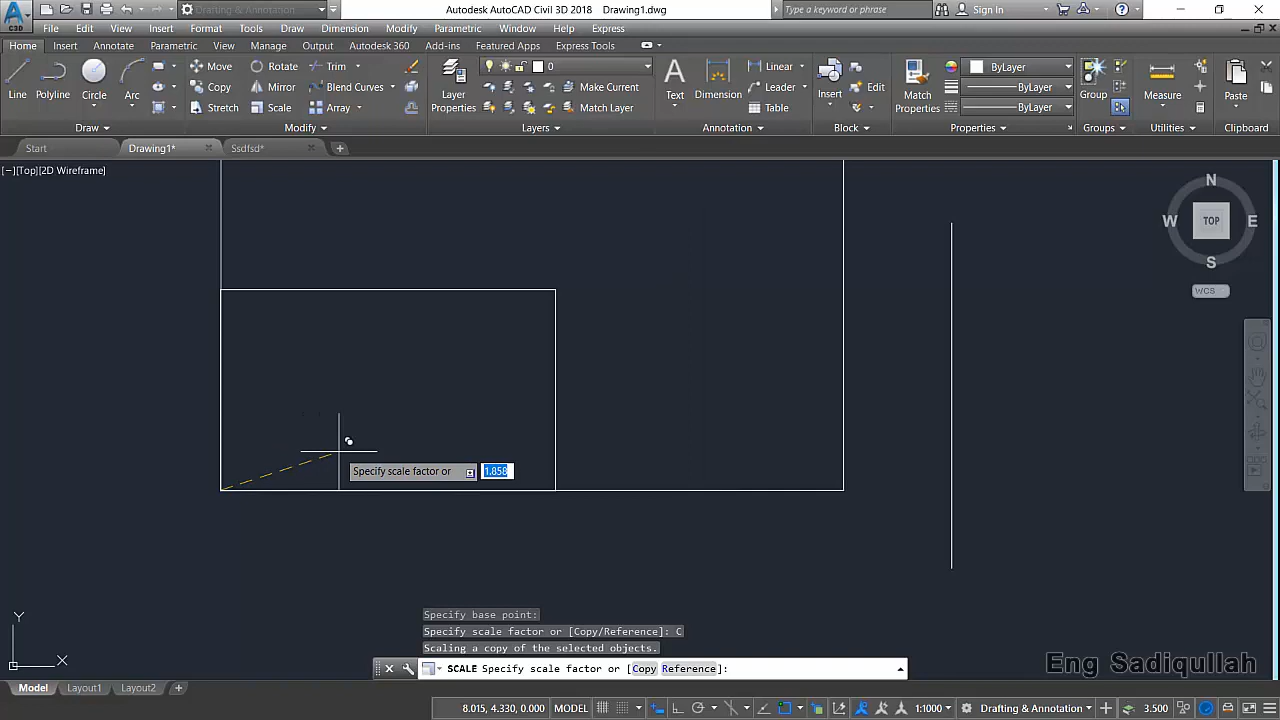 Drafting & Annotation
Autodesk AutoCAD Civil 3D 2018 Drawing1.dwg
Type a keyword or phrase
Sign In
C3D
File Edit View Insert Format Tools Draw Dimension Modify Parametric Window Help Express
Home Insert Annotate Parametric View Manage Output Autodesk 360 Add-ins Featured Apps Express Tools
Line Polyline Circle Arc
Move Rotate Trim
Copy Mirror Blend Curves
Stretch Scale Array
Layer Properties
0
Make Current
Match Layer
Text Dimension
Linear
Leader
Table
Insert
Edit
Match Properties
ByLayer
ByLayer
ByLayer
Group
Measure
Paste
Draw Modify Layers Annotation Block Properties Groups Utilities Clipboard
Start Drawing1* Ssdfsd*
[−][Top][2D Wireframe]
N
W TOP E
S
WCS
Specify scale factor or 1.858
Specify base point:
Specify scale factor or [Copy/Reference]: C
Scaling a copy of the selected objects.
SCALE Specify scale factor or [Copy Reference]:
Y
X
Eng Sadiqullah
Model Layout1 Layout2
8.015, 4.330, 0.000 MODEL 1:1000 Drafting & Annotation 3.500